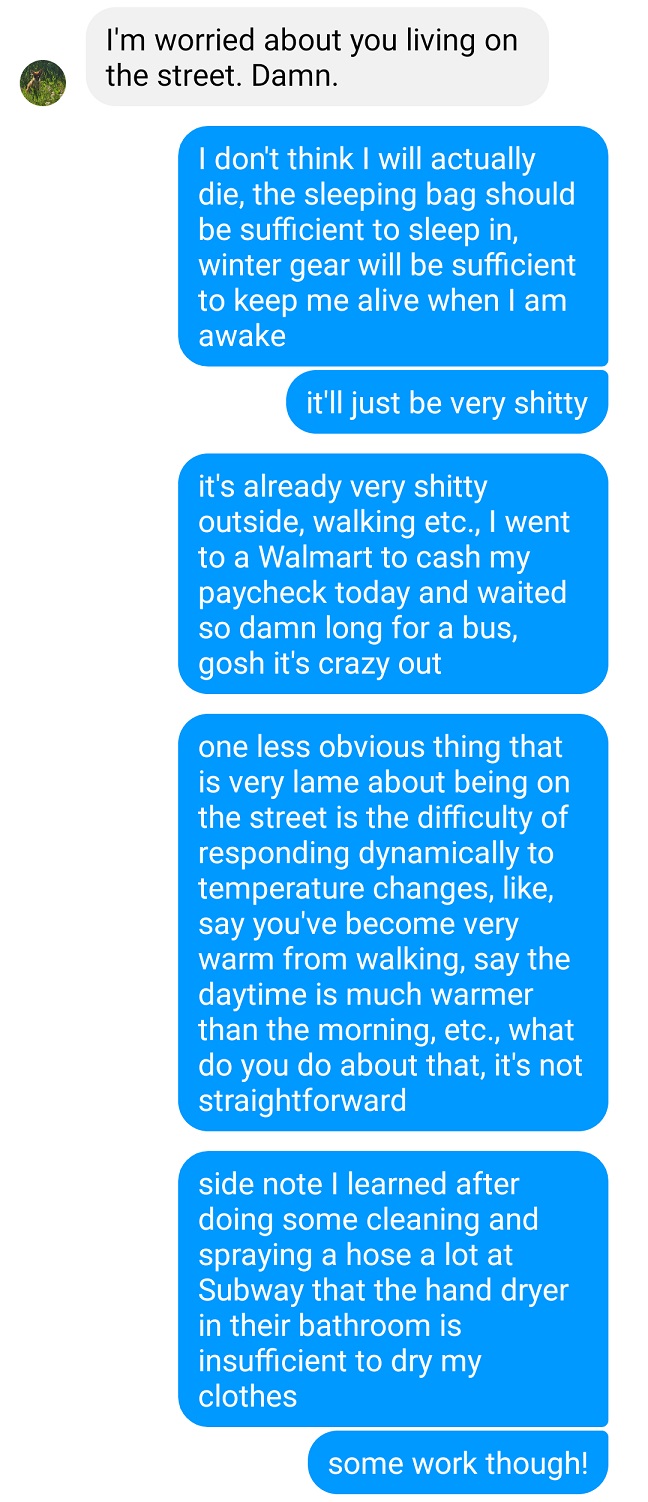 I'm worried about you living on
the street. Damn.
I don't think I will actually
die, the sleeping bag should
be sufficient to sleep in,
winter gear will be sufficient
to keep me alive when I am
awake
it'll just be very shitty
it's already very shitty
outside, walking etc., I went
to a Walmart to cash my
paycheck today and waited
so damn long for a bus,
gosh it's crazy out
one less obvious thing that
is very lame about being on
the street is the difficulty of
responding dynamically to
temperature changes, like,
say you've become very
warm from walking, say the
daytime is much warmer
than the morning, etc., what
do you do about that, it's not
straightforward
side note I learned after
doing some cleaning and
spraying a hose a lot at
Subway that the hand dryer
in their bathroom is
insufficient to dry my
clothes
some work though!